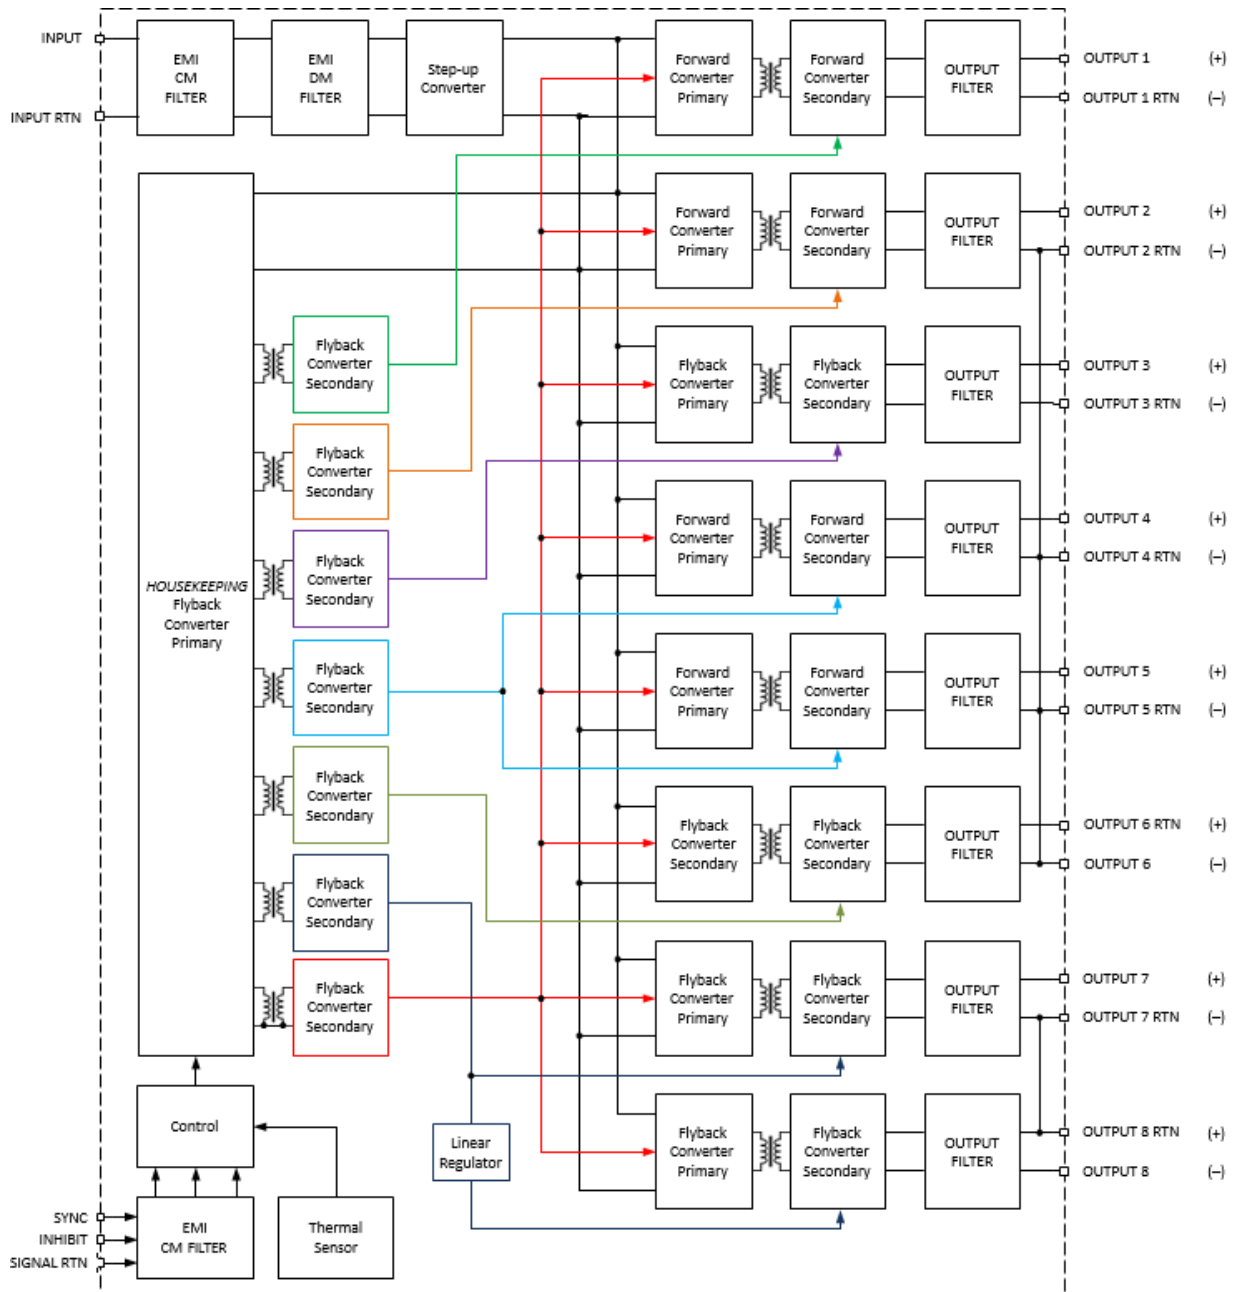 INPUT
INPUT RTN
EMI
CM
FILTER
EMI
DM
FILTER
Step-up
Converter
Forward
Converter
Primary
Forward
Converter
Secondary
OUTPUT
FILTER
OUTPUT 1 (+)
OUTPUT 1 RTN (–)
Forward
Converter
Primary
Forward
Converter
Secondary
OUTPUT
FILTER
OUTPUT 2 (+)
OUTPUT 2 RTN (–)
Flyback
Converter
Primary
Flyback
Converter
Secondary
OUTPUT
FILTER
OUTPUT 3 (+)
OUTPUT 3 RTN (–)
Forward
Converter
Primary
Forward
Converter
Secondary
OUTPUT
FILTER
OUTPUT 4 (+)
OUTPUT 4 RTN (–)
Forward
Converter
Primary
Forward
Converter
Secondary
OUTPUT
FILTER
OUTPUT 5 (+)
OUTPUT 5 RTN (–)
Flyback
Converter
Secondary
Flyback
Converter
Secondary
OUTPUT
FILTER
OUTPUT 6 RTN (+)
OUTPUT 6 (–)
Flyback
Converter
Primary
Flyback
Converter
Secondary
OUTPUT
FILTER
OUTPUT 7 (+)
OUTPUT 7 RTN (–)
Flyback
Converter
Primary
Flyback
Converter
Secondary
OUTPUT
FILTER
OUTPUT 8 RTN (+)
OUTPUT 8 (–)
HOUSEKEEPING
Flyback
Converter
Primary
Flyback
Converter
Secondary
Flyback
Converter
Secondary
Flyback
Converter
Secondary
Flyback
Converter
Secondary
Flyback
Converter
Secondary
Flyback
Converter
Secondary
Flyback
Converter
Secondary
Linear
Regulator
Control
EMI
CM FILTER
Thermal
Sensor
SYNC
INHIBIT
SIGNAL RTN